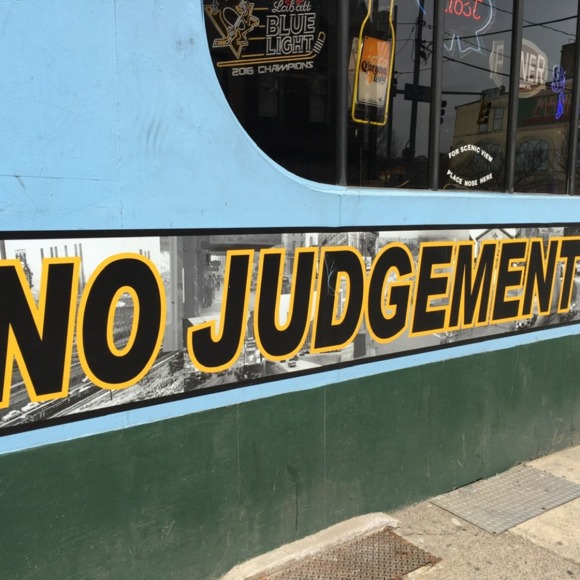 Labatt
BLUE
LIGHT
2016 CHAMPIONS
Corona
FOR SCENIC VIEW
PLACE NOSE HERE
NO JUDGEMENT